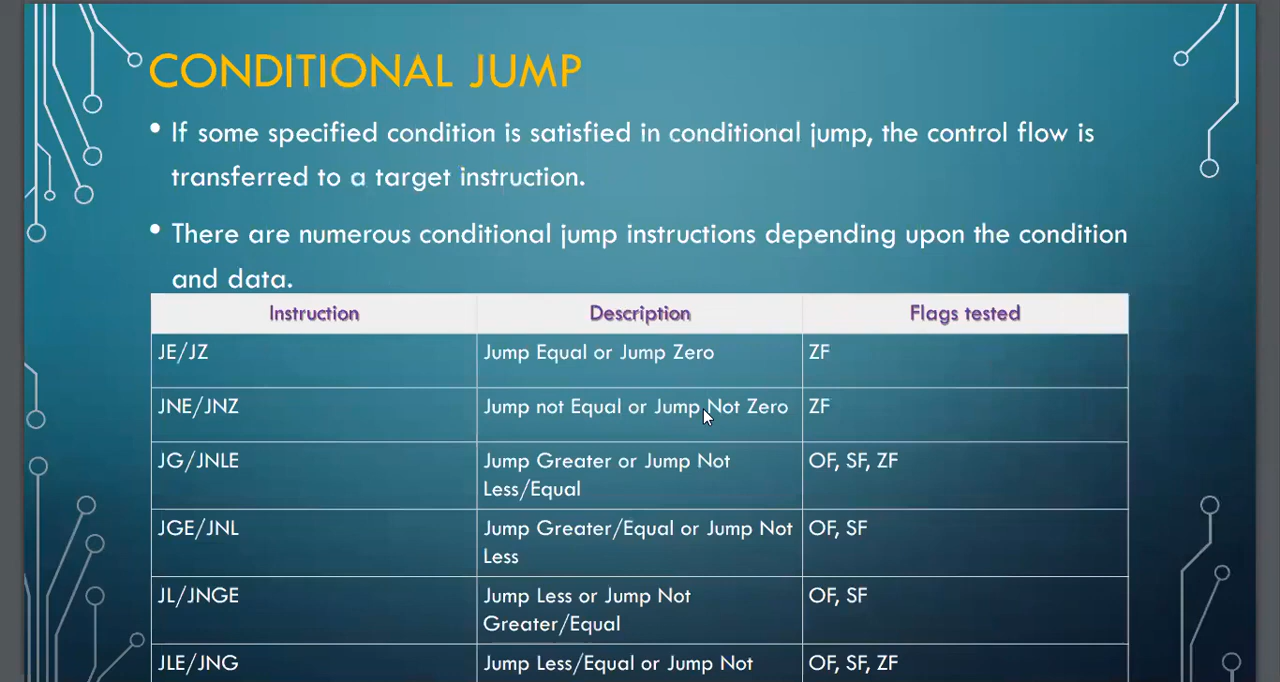 CONDITIONAL JUMP
• If some specified condition is satisfied in conditional jump, the control flow is
transferred to a target instruction.
• There are numerous conditional jump instructions depending upon the condition
and data.
Instruction Description Flags tested
JE/JZ Jump Equal or Jump Zero ZF
JNE/JNZ Jump not Equal or Jump Not Zero ZF
JG/JNLE Jump Greater or Jump Not OF, SF, ZF
Less/Equal
JGE/JNL Jump Greater/Equal or Jump Not OF, SF
Less
JL/JNGE Jump Less or Jump Not OF, SF
Greater/Equal
JLE/JNG Jump Less/Equal or Jump Not OF, SF, ZF